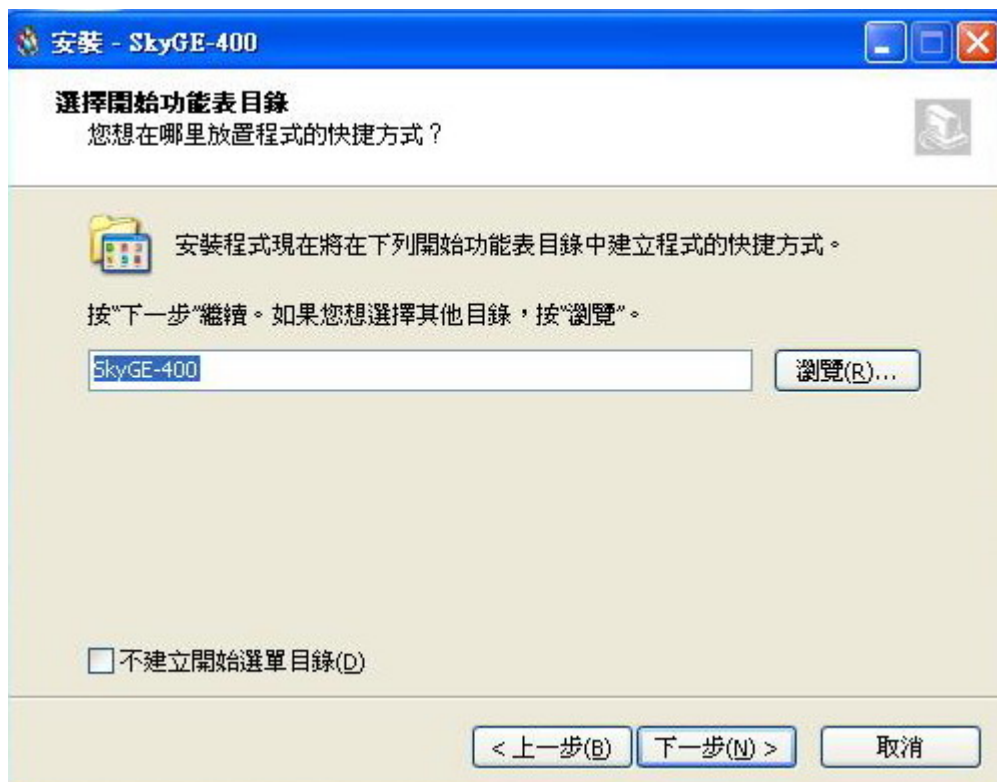 安裝 - SkyGE-400
選擇開始功能表目錄
您想在哪里放置程式的快捷方式？
安裝程式現在將在下列開始功能表目錄中建立程式的快捷方式。
按"下一步"繼續。如果您想選擇其他目錄，按"瀏覽"。
SkyGE-400
瀏覽(R)...
不建立開始選單目錄(D)
< 上一步(B)
下一步(N) >
取消